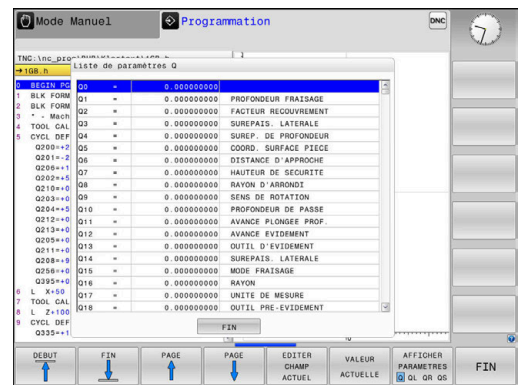 Mode Manuel
Programmation
DNC
TNC:\nc_pro
→1GB.h
0 BEGIN PG
1 BLK FORM
2 BLK FORM
3 * - Mach
4 TOOL CAL
5 CYCL DEF
Q200=+2
Q201=-2
Q206=+1
Q202=+5
Q210=+0
Q203=+0
Q204=+5
Q212=+0
Q213=+0
Q205=+0
Q211=+0
Q208=+9
Q256=+0
Q395=+0
6 L X+50
7 TOOL CAL
8 L Z+100
9 CYCL DEF
Q335=+1
Liste de paramètres Q
Q0 = 0.000000000
Q1 = 0.000000000 PROFONDEUR FRAISAGE
Q2 = 0.000000000 FACTEUR RECOUVREMENT
Q3 = 0.000000000 SUREPAIS. LATERALE
Q4 = 0.000000000 SUREP. DE PROFONDEUR
Q5 = 0.000000000 COORD. SURFACE PIECE
Q6 = 0.000000000 DISTANCE D'APPROCHE
Q7 = 0.000000000 HAUTEUR DE SECURITE
Q8 = 0.000000000 RAYON D'ARRONDI
Q9 = 0.000000000 SENS DE ROTATION
Q10 = 0.000000000 PROFONDEUR DE PASSE
Q11 = 0.000000000 AVANCE PLONGEE PROF.
Q12 = 0.000000000 AVANCE EVIDEMENT
Q13 = 0.000000000 OUTIL D'EVIDEMENT
Q14 = 0.000000000 SUREPAIS. LATERALE
Q15 = 0.000000000 MODE FRAISAGE
Q16 = 0.000000000 RAYON
Q17 = 0.000000000 UNITE DE MESURE
Q18 = 0.000000000 OUTIL PRE-EVIDEMENT
FIN
DEBUT
FIN
PAGE
PAGE
EDITER CHAMP ACTUEL
VALEUR ACTUELLE
AFFICHER PARAMETRES Q QL QR QS
FIN